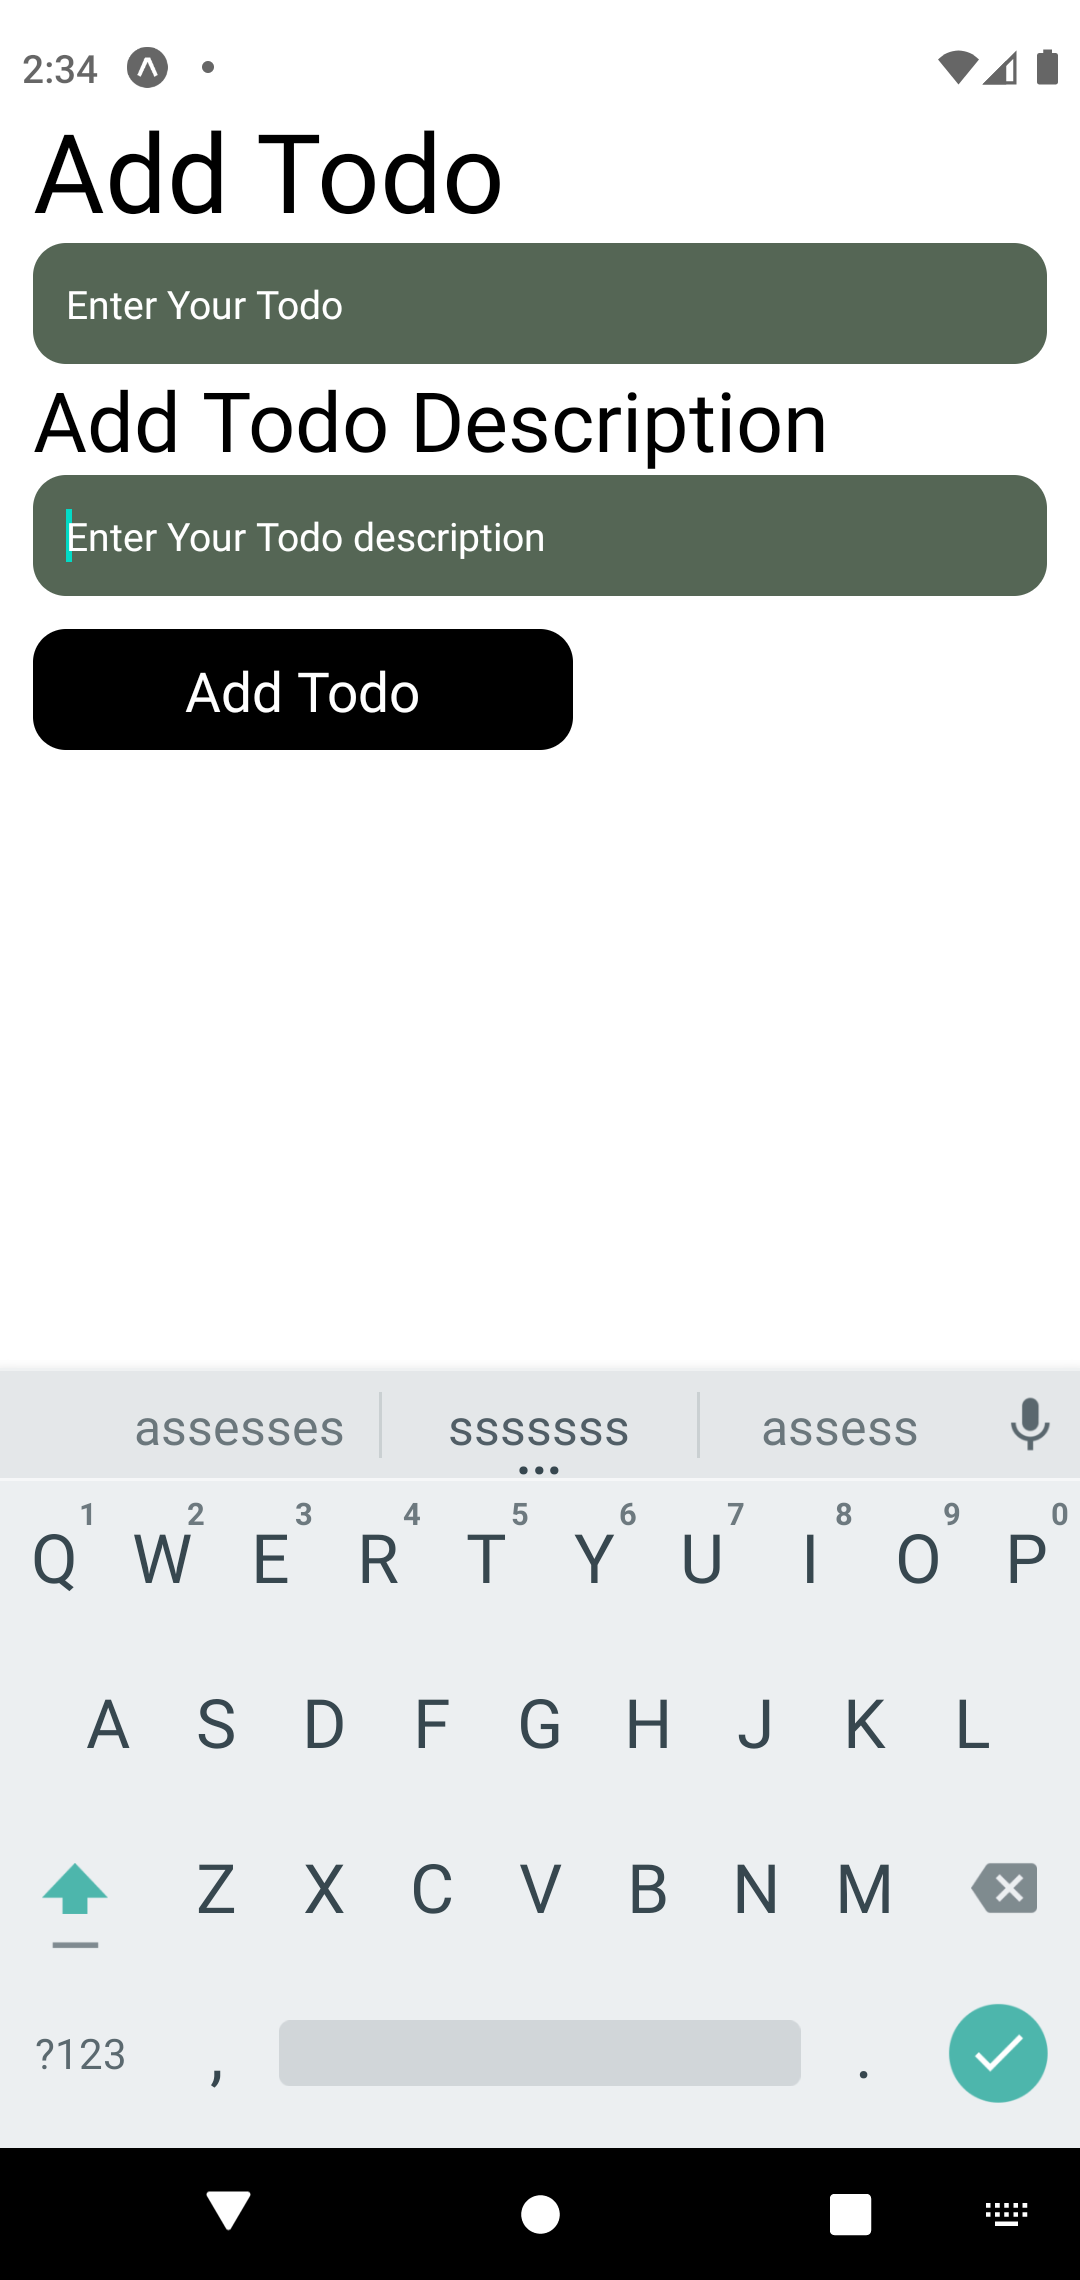 2:34
Add Todo
Enter Your Todo
Add Todo Description
Enter Your Todo description
Add Todo
assesses sssssss assess
1 2 3 4 5 6 7 8 9 0
Q W E R T Y U I O P
A S D F G H J K L
Z X C V B N M
?123 , .